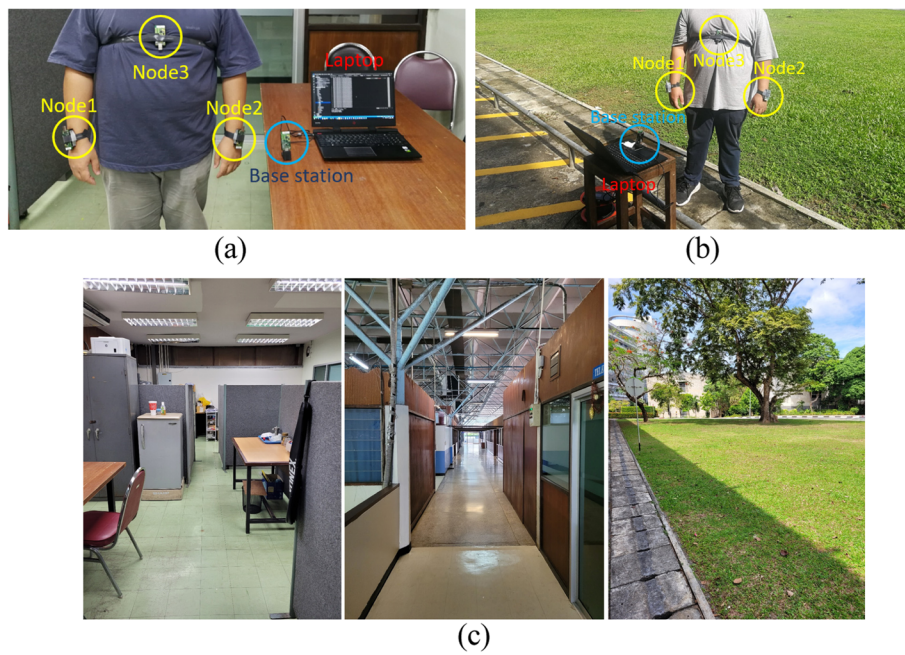 Node3
Laptop
Node1
Node2
Base station
(a)
Node1
Node3
Node2
Base station
Laptop
(b)
(c)